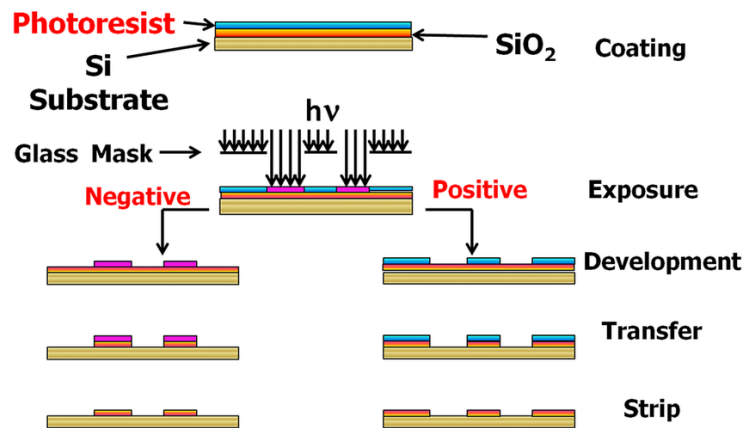 Photoresist
SiO₂
Coating
Si
Substrate
hν
Glass Mask
Negative
Positive
Exposure
Development
Transfer
Strip